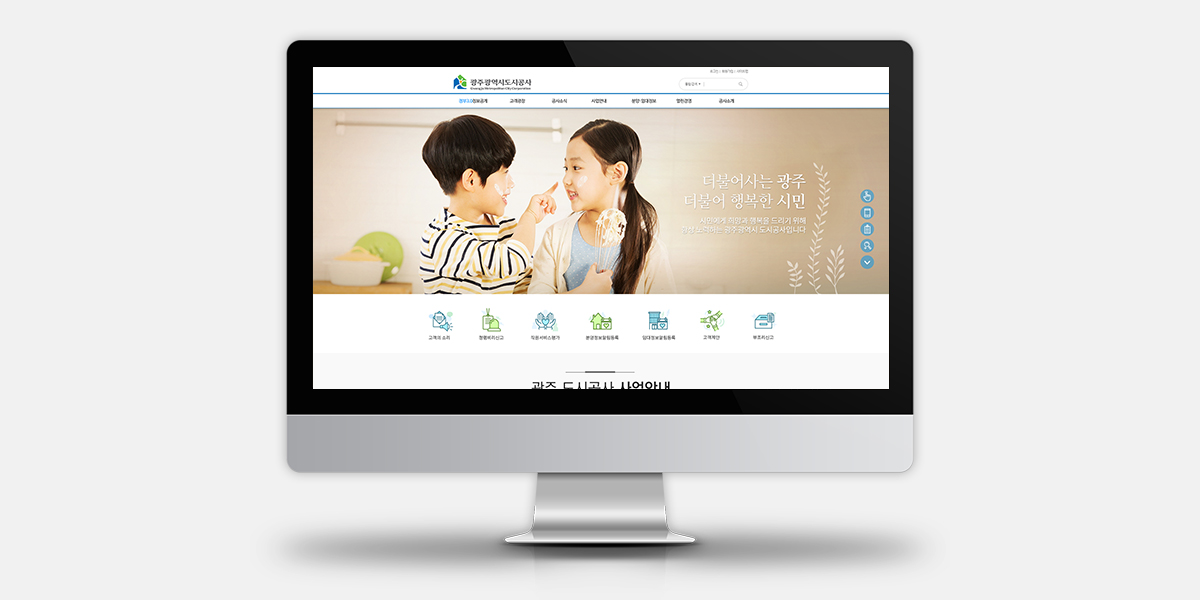 로그인 | 회원가입 | 사이트맵
광주광역시도시공사
Gwangju Metropolitan City Corporation
통합검색
정부3.0정보공개 고객광장 공사소식 사업안내 분양·임대정보 열린경영 공사소개
더불어사는 광주
더불어 행복한 시민
시민에게 희망과 행복을 드리기 위해
항상 노력하는 광주광역시 도시공사입니다
고객의 소리 청렴비리신고 직원서비스평가 분양정보알림등록 임대정보알림등록 고객제안 부조리신고
광주 도시공사 사업안내